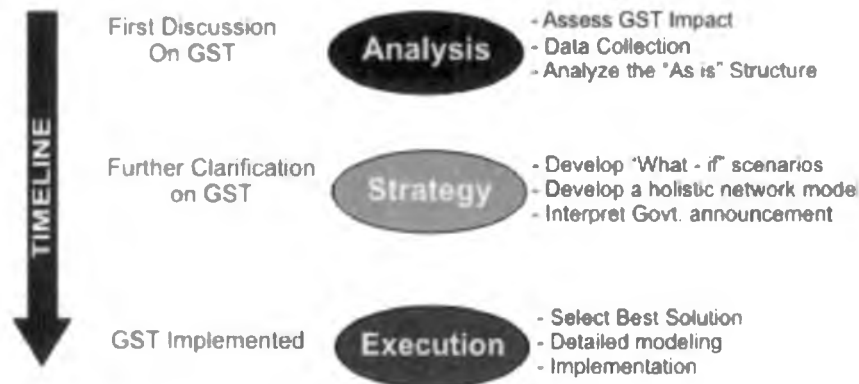 TIMELINE
First Discussion
On GST
Analysis
- Assess GST Impact
- Data Collection
- Analyze the "As is" Structure
Further Clarification
on GST
Strategy
- Develop "What - if" scenarios
- Develop a holistic network model
- Interpret Govt. announcement
GST Implemented
Execution
- Select Best Solution
- Detailed modeling
- Implementation